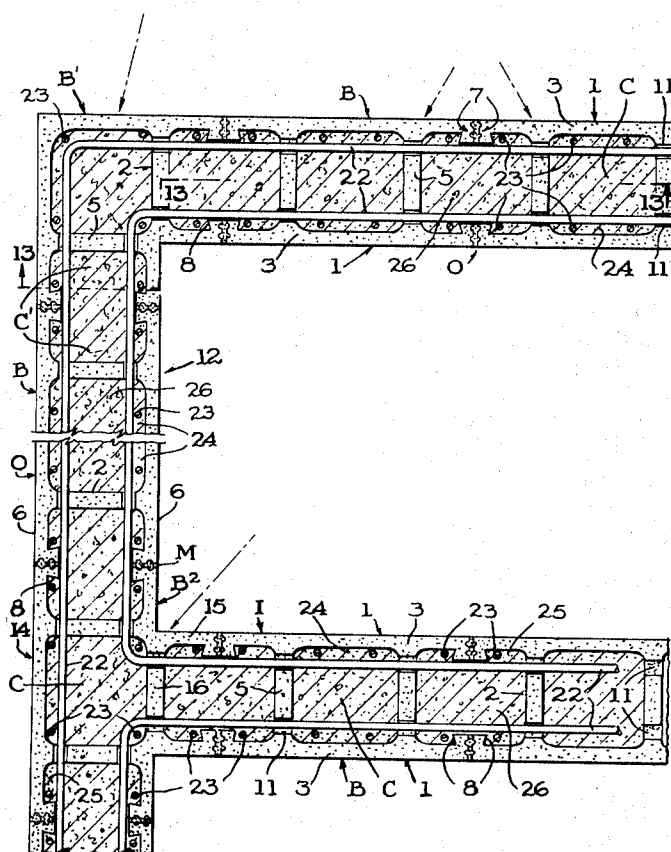 23 B' B 7 3 1 C 11
2 13 22 5 23 13
5 8 3 1 26 O 24 11
13
C'
12
B 26
23
24
O 2
6 6
M
8 B²
15 I 24 1 3 23 25
14
22
C 16 5 2 22 11
23
25 23 11 3 B C 1 8 26